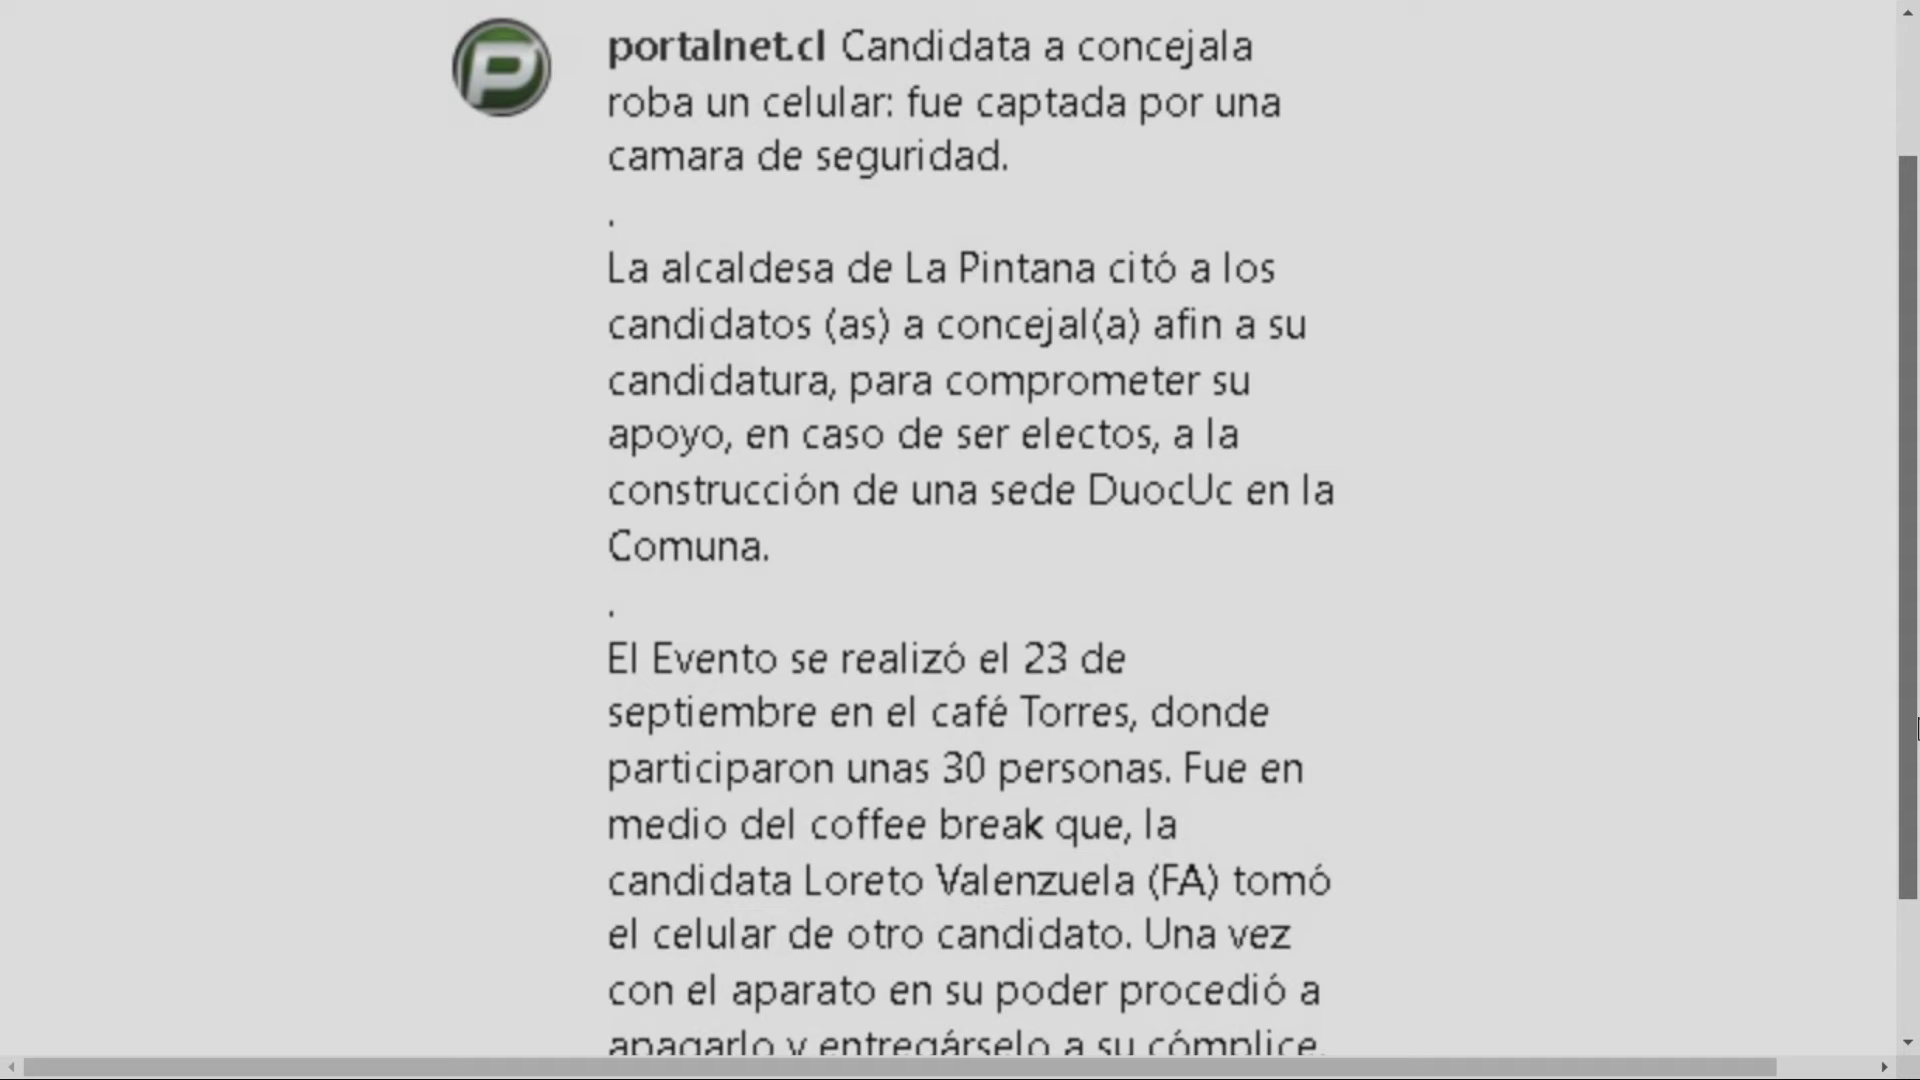 portalnet.cl Candidata a concejala
roba un celular: fue captada por una
camara de seguridad.
.
La alcaldesa de La Pintana citó a los
candidatos (as) a concejal(a) afin a su
candidatura, para comprometer su
apoyo, en caso de ser electos, a la
construcción de una sede DuocUc en la
Comuna.
.
El Evento se realizó el 23 de
septiembre en el café Torres, donde
participaron unas 30 personas. Fue en
medio del coffee break que, la
candidata Loreto Valenzuela (FA) tomó
el celular de otro candidato. Una vez
con el aparato en su poder procedió a
apagarlo y entregárselo a su cómplice.